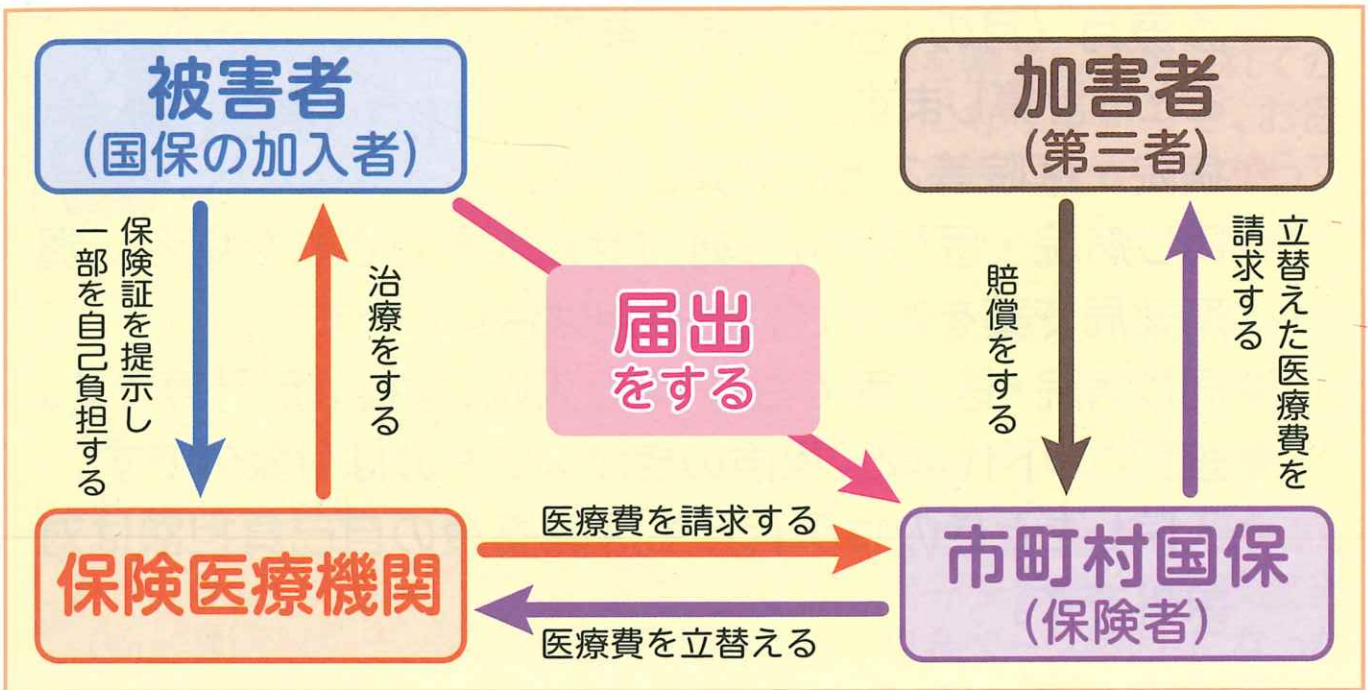 被害者
(国保の加入者)
加害者
(第三者)
保険証を提示し
一部を自己負担する
治療をする
届出
をする
賠償をする
立替えた医療費を
請求する
医療費を請求する
医療費を立替える
保険医療機関
市町村国保
(保険者)